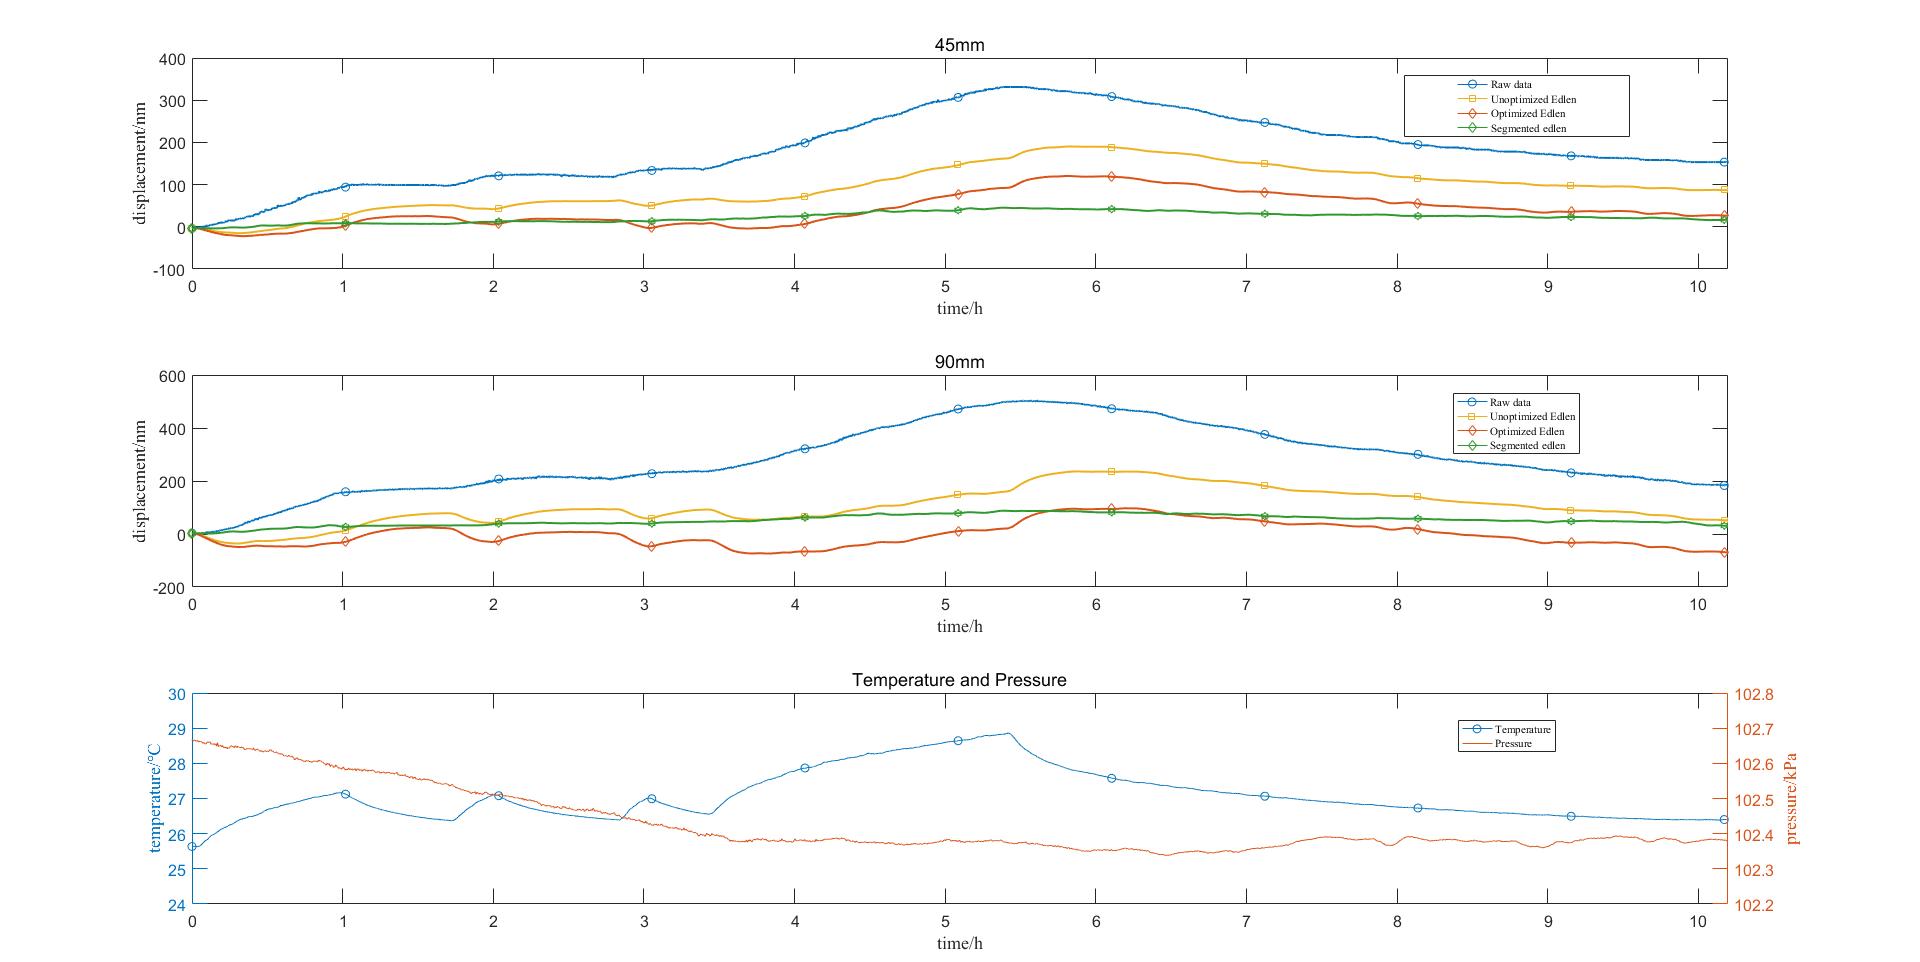 45mm
400
300
200
100
0
-100
displacement/nm
Raw data
Unoptimized Edlen
Optimized Edlen
Segmented edlen
0 1 2 3 4 5 6 7 8 9 10
time/h
90mm
600
400
200
0
-200
displacement/nm
Raw data
Unoptimized Edlen
Optimized Edlen
Segmented edlen
0 1 2 3 4 5 6 7 8 9 10
time/h
Temperature and Pressure
30
29
28
27
26
25
24
temperature/°C
Temperature
Pressure
102.8
102.7
102.6
102.5
102.4
102.3
102.2
pressure/kPa
0 1 2 3 4 5 6 7 8 9 10
time/h